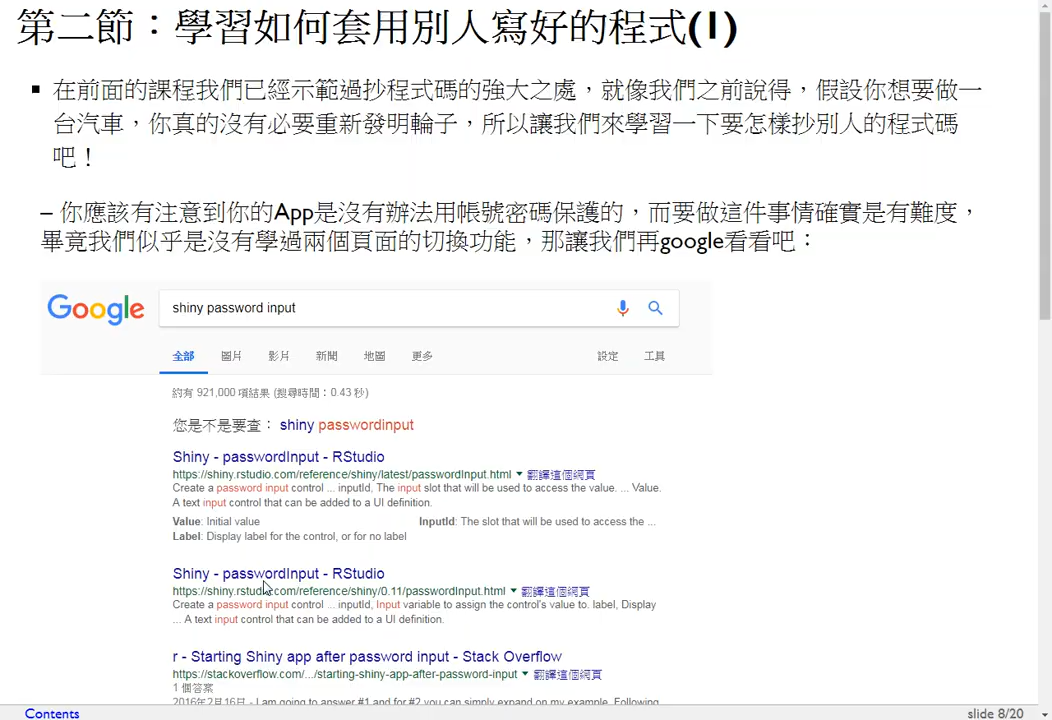 第二節：學習如何套用別人寫好的程式(1)
▪ 在前面的課程我們已經示範過抄程式碼的強大之處，就像我們之前說得，假設你想要做一
台汽車，你真的沒有必要重新發明輪子，所以讓我們來學習一下要怎樣抄別人的程式碼
吧！
– 你應該有注意到你的App是沒有辦法用帳號密碼保護的，而要做這件事情確實是有難度，
畢竟我們似乎是沒有學過兩個頁面的切換功能，那讓我們再google看看吧：
Google
shiny password input
全部 圖片 影片 新聞 地圖 更多 設定 工具
約有 921,000 項結果 (搜尋時間：0.43 秒)
您是不是要查： shiny passwordinput
Shiny - passwordInput - RStudio
https://shiny.rstudio.com/reference/shiny/latest/passwordInput.html ▼ 翻譯這個網頁
Create a password input control ... inputId, The input slot that will be used to access the value. ... Value.
A text input control that can be added to a UI definition.
Value: Initial value InputId: The slot that will be used to access the ...
Label: Display label for the control, or for no label
Shiny - passwordInput - RStudio
https://shiny.rstudio.com/reference/shiny/0.11/passwordInput.html ▼ 翻譯這個網頁
Create a password input control ... inputId, Input variable to assign the control's value to. label, Display
... A text input control that can be added to a UI definition.
r - Starting Shiny app after password input - Stack Overflow
https://stackoverflow.com/.../starting-shiny-app-after-password-input ▼ 翻譯這個網頁
1 個答案
2016年2月16日 - I am going to answer #1 and for #2 you can simply expand on my example. Following
Contents
slide 8/20